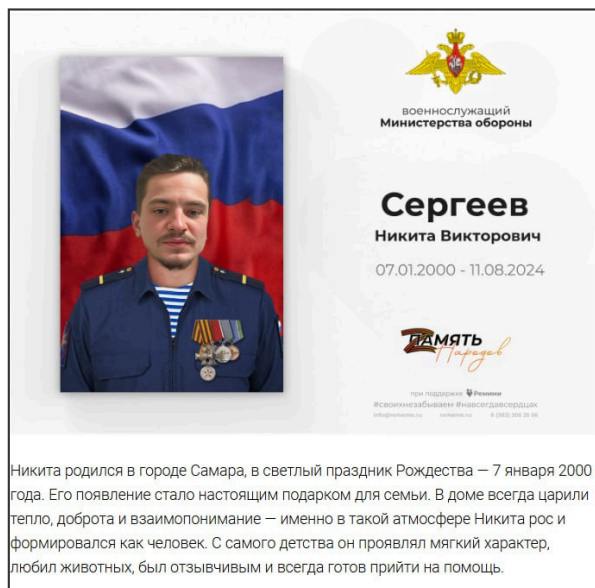 военнослужащий
Министерства обороны
Сергеев
Никита Викторович
07.01.2000 - 11.08.2024
ПАМЯТЬ
Народов
при поддержке Ремини
#своихнезабываем #навсегдавсердцах
Никита родился в городе Самара, в светлый праздник Рождества — 7 января 2000
года. Его появление стало настоящим подарком для семьи. В доме всегда царили
тепло, доброта и взаимопонимание — именно в такой атмосфере Никита рос и
формировался как человек. С самого детства он проявлял мягкий характер,
любил животных, был отзывчивым и всегда готов прийти на помощь.